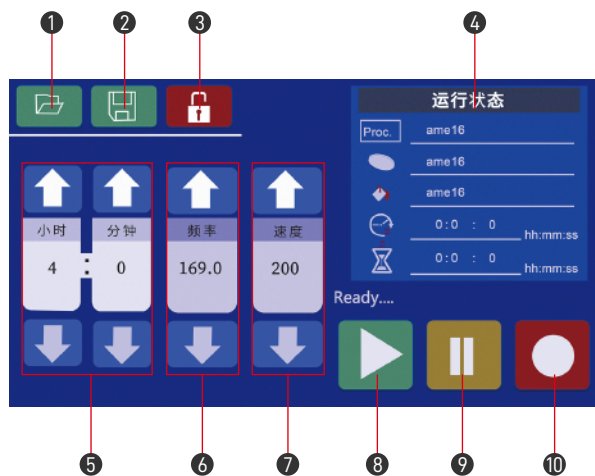 1 2 3 4
运行状态
Proc. ame16
ame16
ame16
小时 分钟 频率 速度
0:0 : 0 hh:mm:ss
4 : 0 169.0 200
0:0 : 0 hh:mm:ss
Ready....
5 6 7 8 9 10